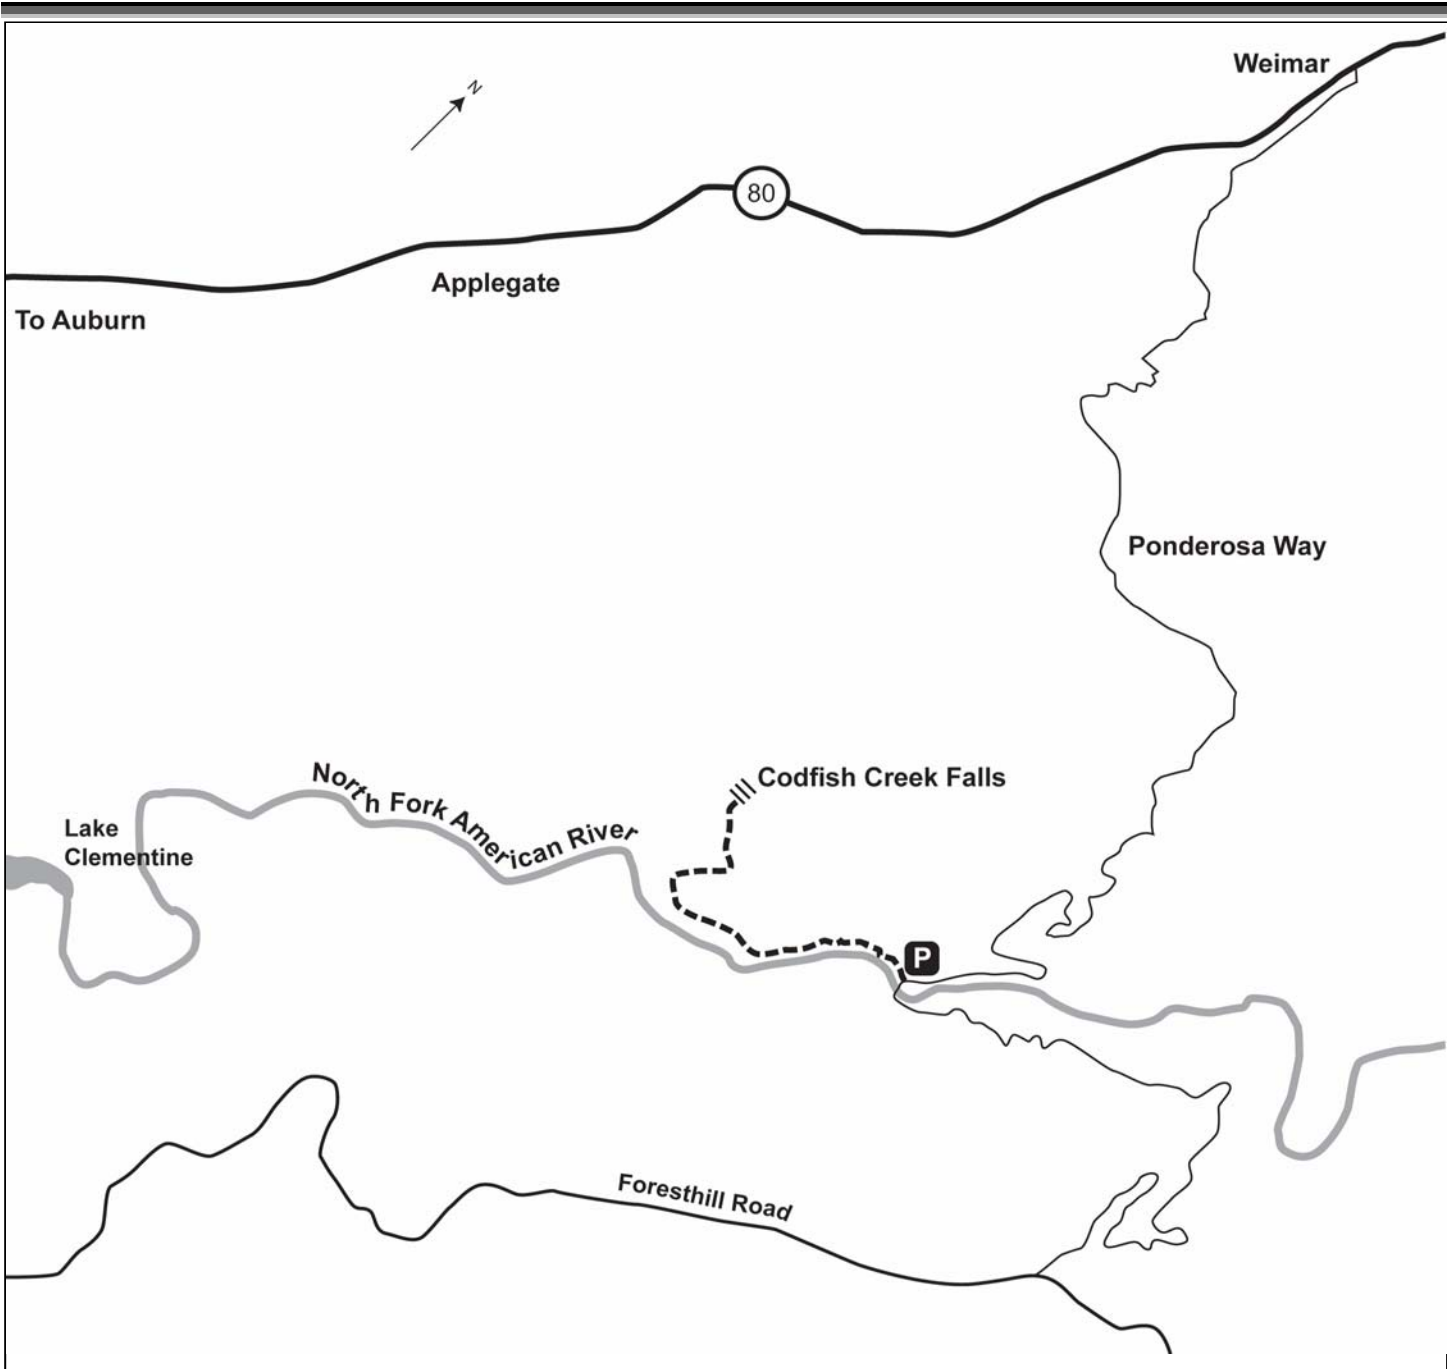 Weimar
N
80
Applegate
To Auburn
Ponderosa Way
Codfish Creek Falls
North Fork American River
Lake
Clementine
P
Foresthill Road